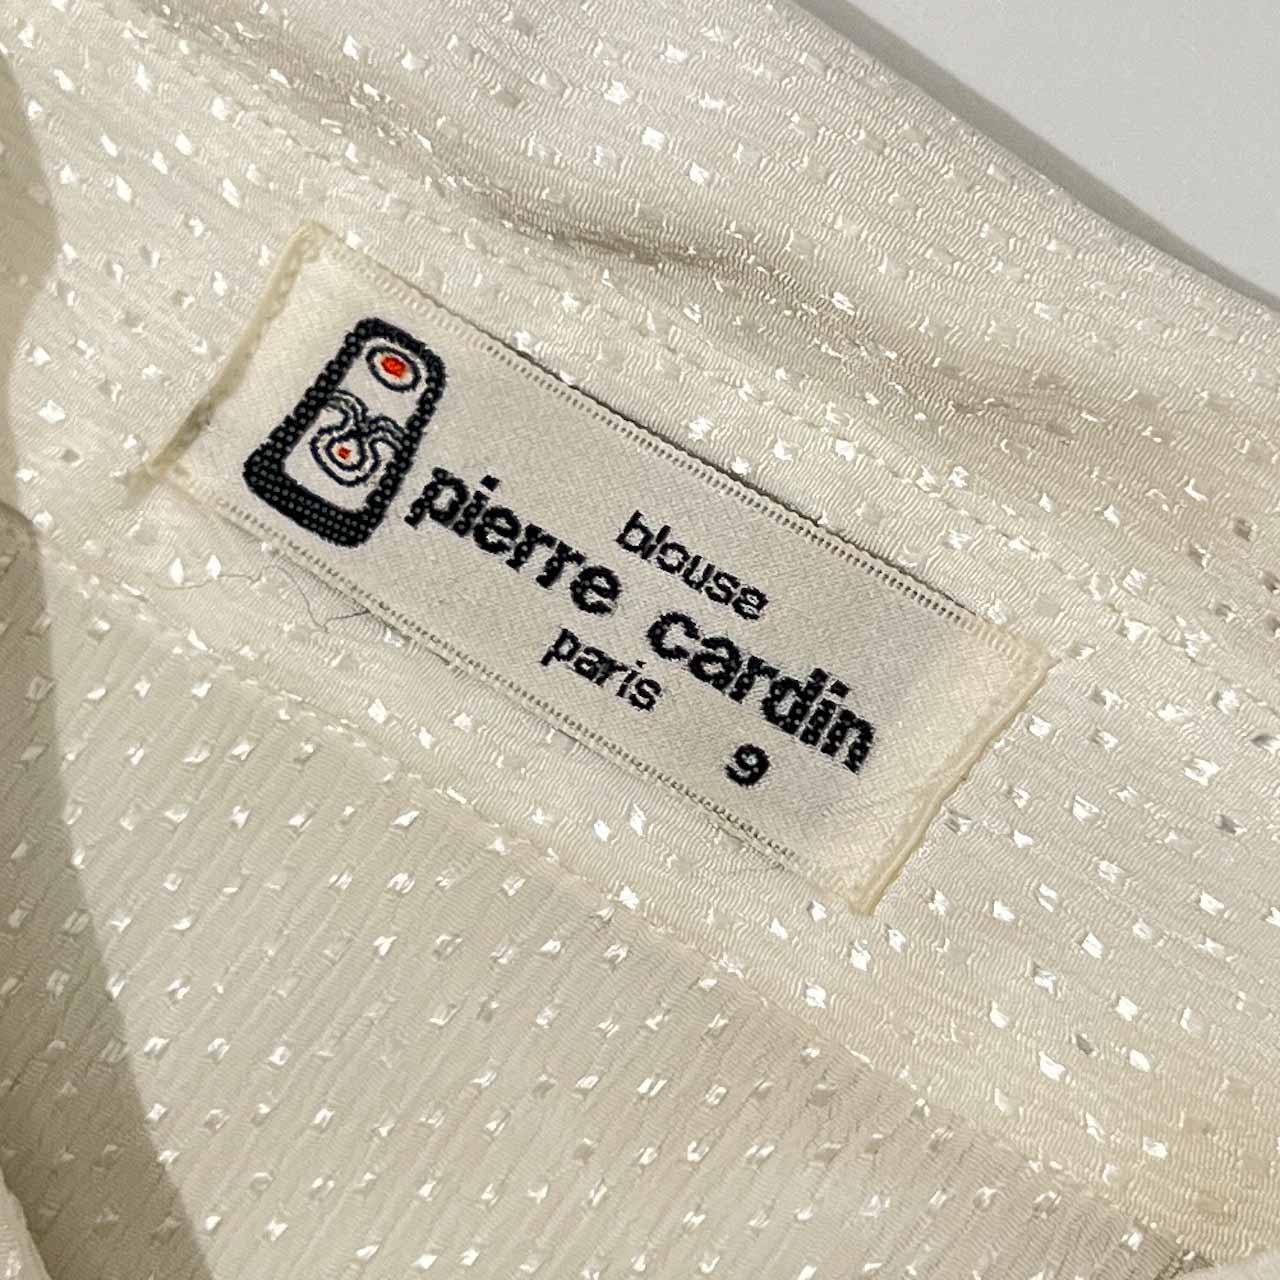 blouse
pierre cardin
paris
9